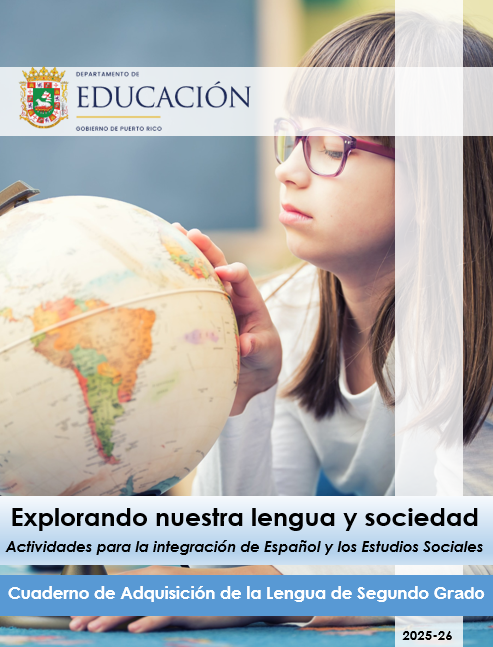 DEPARTAMENTO DE
EDUCACIÓN
GOBIERNO DE PUERTO RICO
Explorando nuestra lengua y sociedad
Actividades para la integración de Español y los Estudios Sociales
Cuaderno de Adquisición de la Lengua de Segundo Grado
2025-26